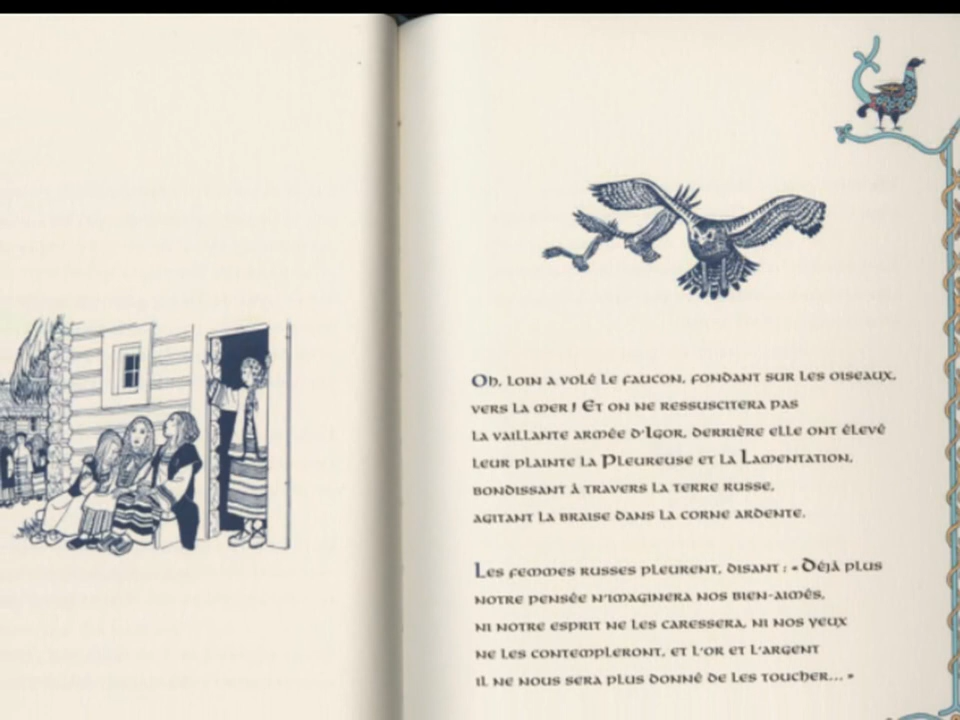 Oh, loin a volé le faucon, fondant sur les oiseaux,
vers la mer ! Et on ne ressuscitera pas
la vaillante armée d'Igor, derrière elle ont élevé
leur plainte la Pleureuse et la Lamentation,
bondissant à travers la terre russe,
agitant la braise dans la corne ardente.
Les femmes russes pleurent, disant : « Déjà plus
notre pensée n'imaginera nos bien-aimés,
ni notre esprit ne les caressera, ni nos yeux
ne les contempleront, et l'or et l'argent
il ne nous sera plus donné de les toucher... »